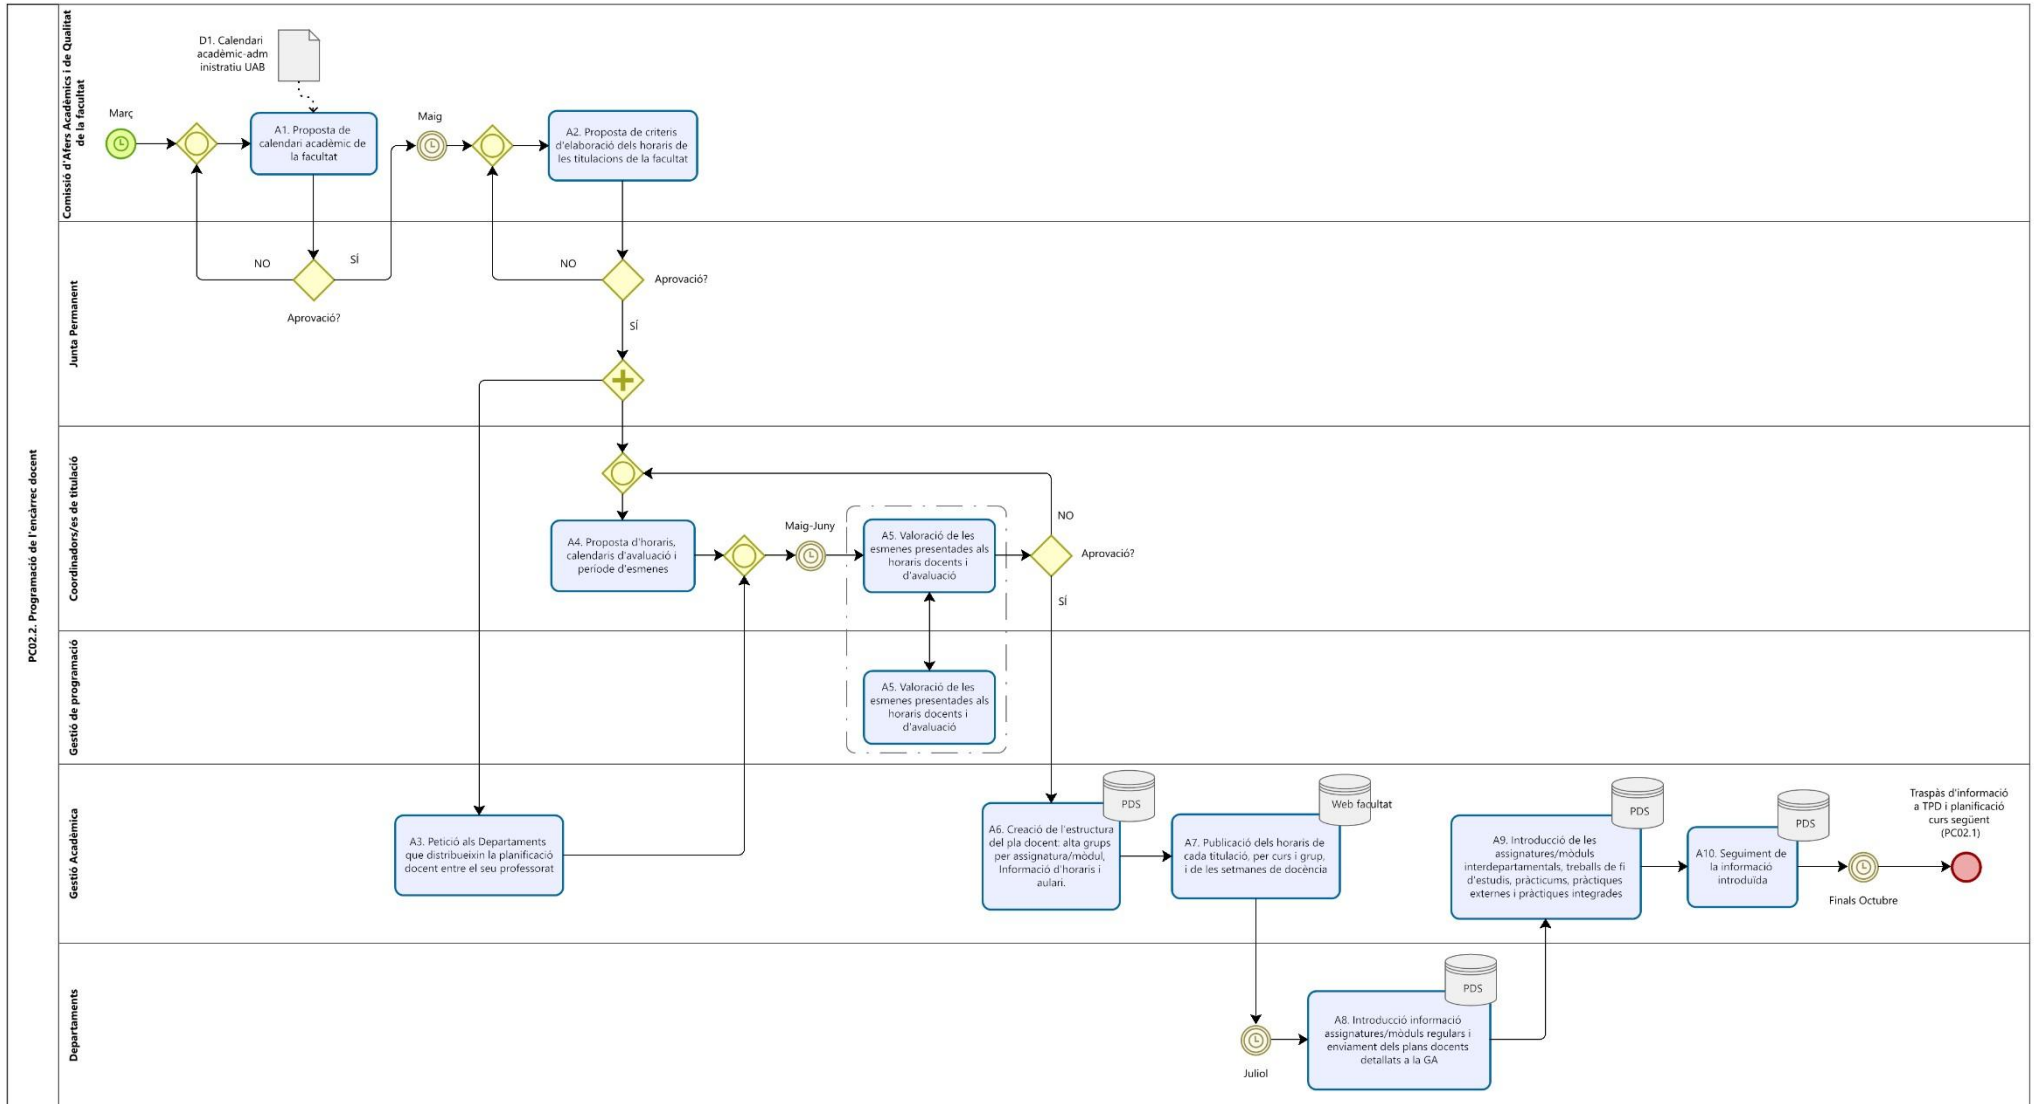 PC02.2. Programació de l'encàrrec docent
Comissió d'Afers Acadèmics i de Qualitat
de la facultat
D1. Calendari
acadèmic-adm
inistratiu UAB
Març
A1. Proposta de
calendari acadèmic de
la facultat
Maig
A2. Proposta de criteris
d'elaboració dels horaris de
les titulacions de la facultat
Junta Permanent
NO
SÍ
Aprovació?
NO
Aprovació?
SÍ
Coordinadors/es de titulació
A4. Proposta d'horaris,
calendaris d'avaluació i
període d'esmenes
Maig-Juny
A5. Valoració de les
esmenes presentades als
horaris docents i
d'avaluació
NO
Aprovació?
SÍ
Gestió de programació
A5. Valoració de les
esmenes presentades als
horaris docents i
d'avaluació
Gestió Acadèmica
A3. Petició als Departaments
que distribueixin la planificació
docent entre el seu professorat
PDS
A6. Creació de l'estructura
del pla docent: alta grups
per assignatura/mòdul,
Informació d'horaris i
aulari.
Web facultat
A7. Publicació dels horaris de
cada titulació, per curs i grup,
i de les setmanes de docència
PDS
A9. Introducció de les
assignatures/mòduls
interdepartamentals, treballs de fi
d'estudis, pràcticums, pràctiques
externes i pràctiques integrades
PDS
A10. Seguiment de
la informació
introduïda
Finals Octubre
Traspàs d'informació
a TPD i planificació
curs següent
(PC02.1)
Departaments
Juliol
PDS
A8. Introducció informació
assignatures/mòduls regulars i
enviament dels plans docents
detallats a la GA